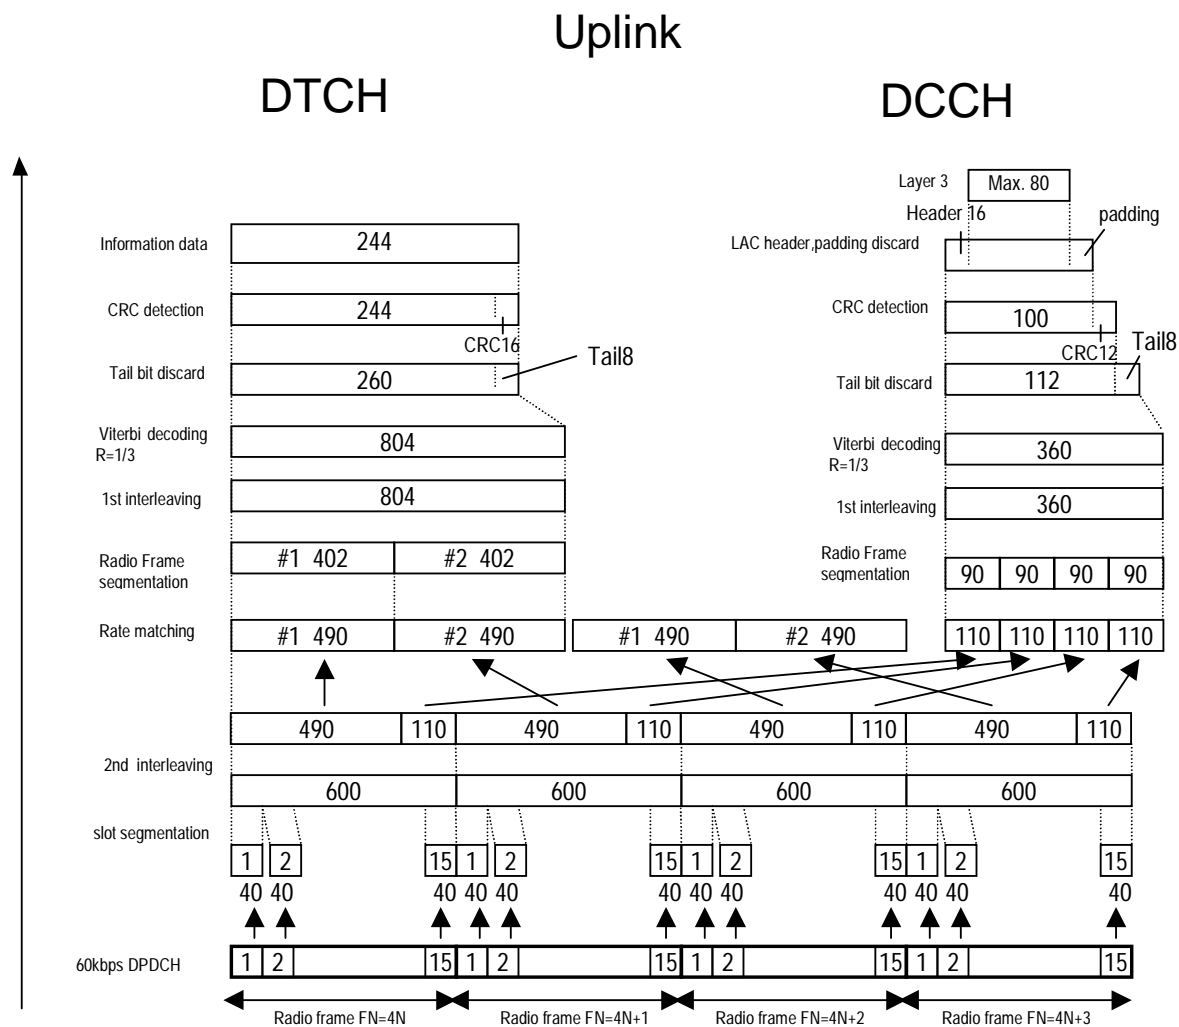 Uplink
DTCH DCCH
Layer 3 Max. 80
Header 16 padding
Information data 244 LAC header,padding discard
CRC detection 244 CRC detection 100
CRC16 CRC12
Tail8 Tail8
Tail bit discard 260 Tail bit discard 112
Viterbi decoding R=1/3 804 Viterbi decoding R=1/3 360
1st interleaving 804 1st interleaving 360
Radio Frame segmentation #1 402 #2 402 Radio Frame segmentation 90 90 90 90
Rate matching #1 490 #2 490 #1 490 #2 490 110 110 110 110
490 110 490 110 490 110 490 110
2nd interleaving
600 600 600 600
slot segmentation
1 2 15 1 2 15 1 2 15 1 2 15
40 40 40 40 40 40 40 40 40 40 40 40
60kbps DPDCH 1 2 15 1 2 15 1 2 15 1 2 15
Radio frame FN=4N Radio frame FN=4N+1 Radio frame FN=4N+2 Radio frame FN=4N+3